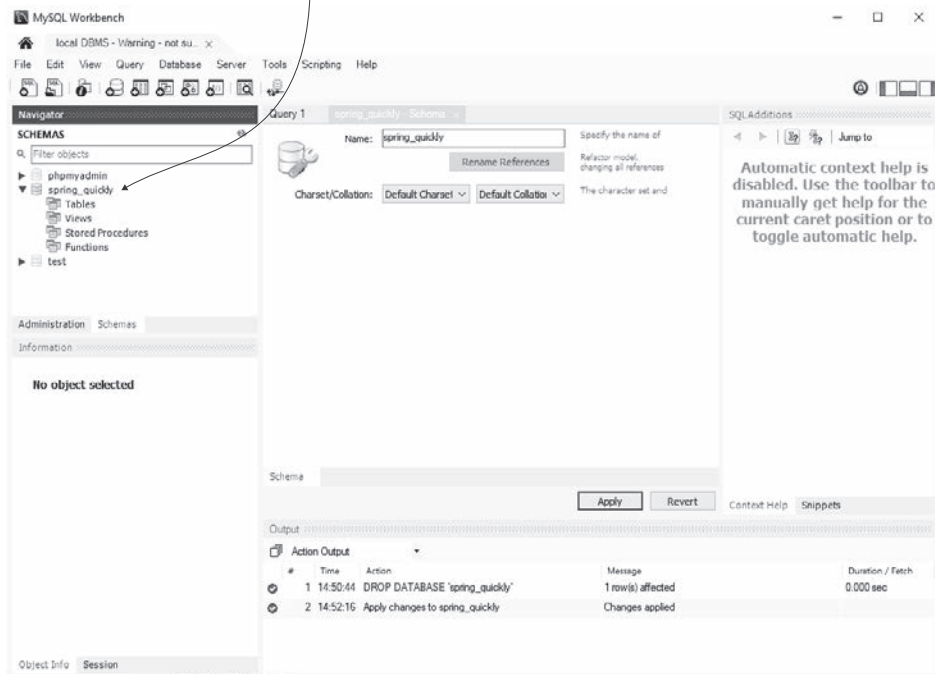 MySQL Workbench
local DBMS - Warning - not su...
File Edit View Query Database Server Tools Scripting Help
Navigator
SCHEMAS
Filter objects
phpmyadmin
spring_quickly
Tables
Views
Stored Procedures
Functions
test
Administration Schemas
Information
No object selected
Object Info Session
Query 1 spring_quickly - Schema
Name: spring_quickly
Specify the name of
Rename References
Refactor model,
changing all references
Charset/Collation: Default Charset Default Collation
The character set and
Schema
Apply Revert
SQLAdditions
Jump to
Automatic context help is
disabled. Use the toolbar to
manually get help for the
current caret position or to
toggle automatic help.
Context Help Snippets
Output
Action Output
# Time Action Message Duration / Fetch
1 14:50:44 DROP DATABASE `spring_quickly` 1 row(s) affected 0.000 sec
2 14:52:16 Apply changes to spring_quickly Changes applied